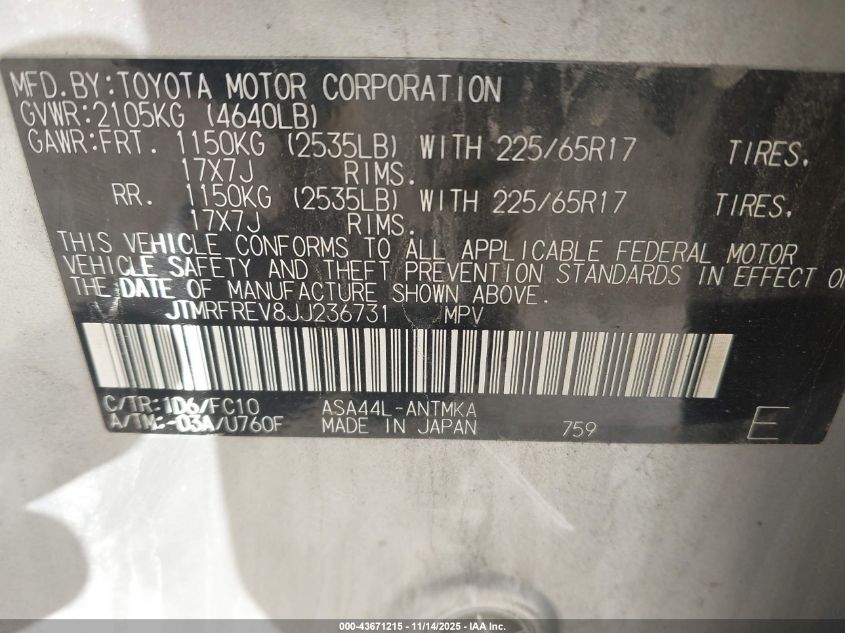 MFD.BY:TOYOTA MOTOR CORPORATION
GVWR:2105KG (4640LB)
GAWR:FRT. 1150KG (2535LB) WITH 225/65R17 TIRES.
17X7J RIMS.
RR. 1150KG (2535LB) WITH 225/65R17 TIRES,
17X7J RIMS.
THIS VEHICLE CONFORMS TO ALL APPLICABLE FEDERAL MOTOR
VEHICLE SAFETY AND THEFT PREVENTION STANDARDS IN EFFECT O
THE DATE OF MANUFACTURE SHOWN ABOVE.
JTMRFREV8JJ236731 MPV
C/TR:1D6/FC10 ASA44L-ANTMKA
A/TM:-03A/U760F MADE IN JAPAN 759 E
000-43671215 - 11/14/2025 - Copyright © 2025 IAA, Inc.